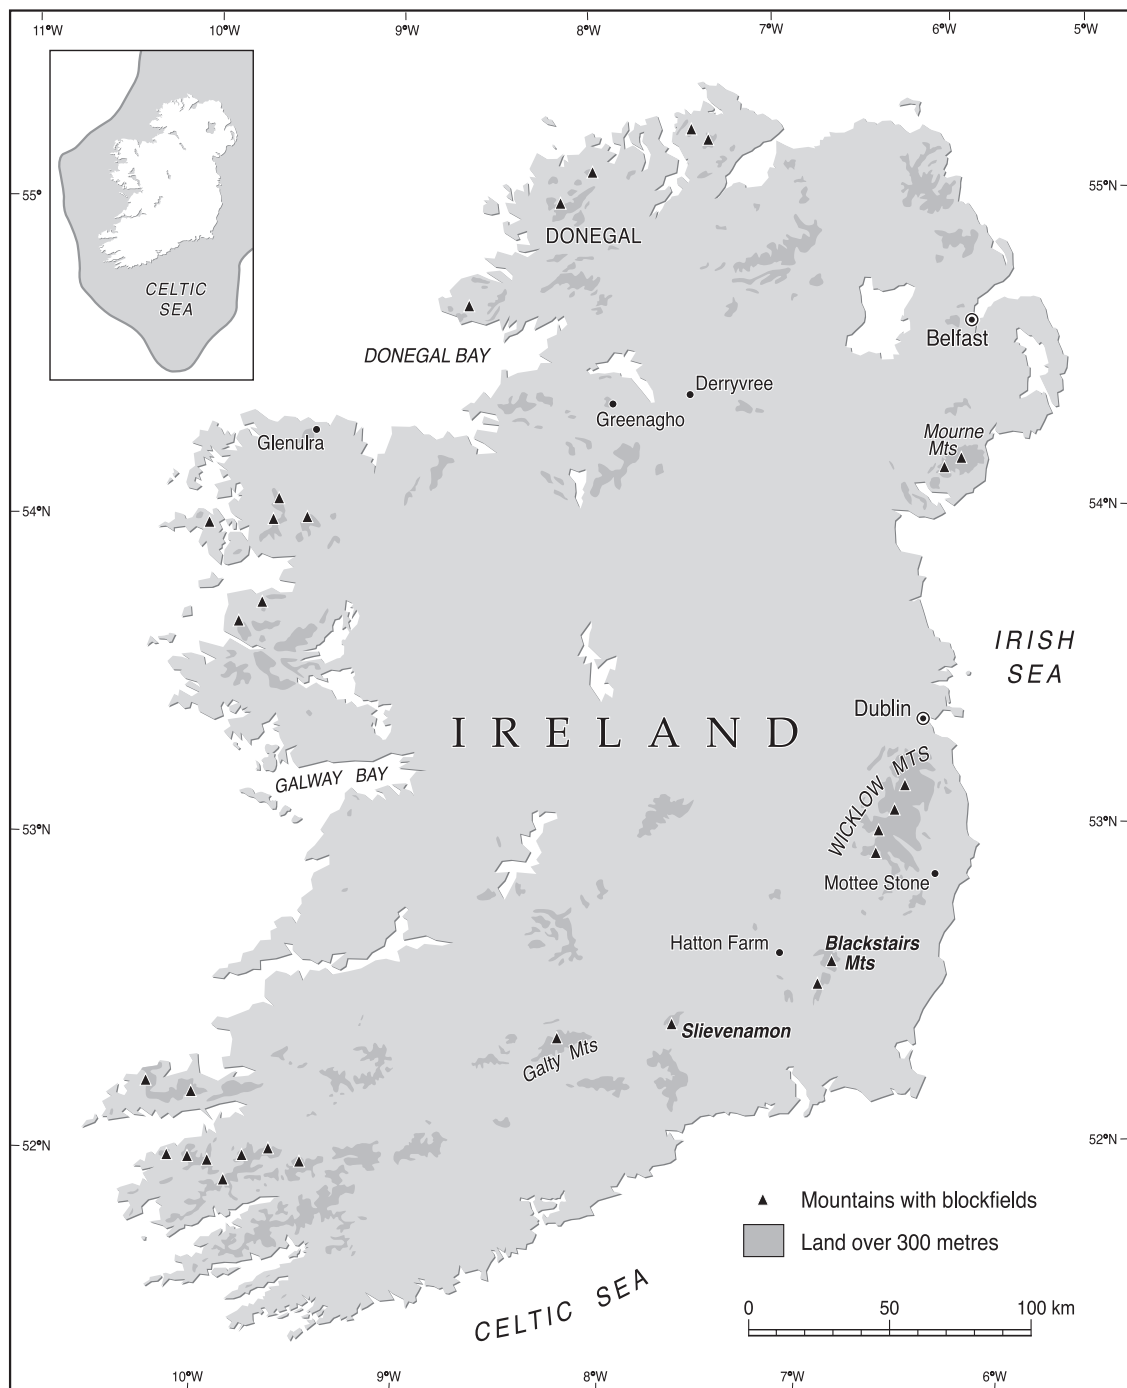 11°W 10°W 9°W 8°W 7°W 6°W 5°W
CELTIC
SEA
55°
55°N
DONEGAL
Belfast
DONEGAL BAY
Derryvree
Greenagho
Glenulra
Mourne
Mts
54°N
54°N
IRISH
SEA
Dublin
IRELAND
WICKLOW MTS
GALWAY BAY
53°N
53°N
Mottee Stone
Hatton Farm
Blackstairs
Mts
Slievenamon
Galty Mts
52°N
52°N
Mountains with blockfields
Land over 300 metres
CELTIC SEA
0 50 100 km
10°W 9°W 8°W 7°W 6°W